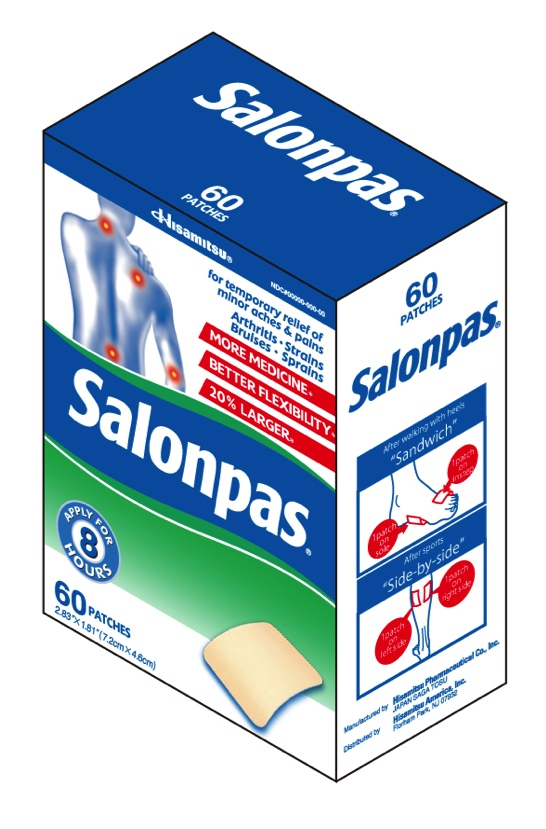 Salonpas®
60
PATCHES
Hisamitsu®
NDC#00000-000-00
for temporary relief of
minor aches & pains
Arthritis • Strains
Bruises • Sprains
MORE MEDICINE
BETTER FLEXIBILITY
20% LARGER
Salonpas®
APPLY FOR
8
HOURS
60 PATCHES
2.83"X1.81" (7.2cm X 4.6cm)
60
PATCHES
Salonpas®
After walking with heels
"Sandwich"
1patch
on
instep
1patch
on
sole
After sports
"Side-by-side"
1patch
on
right side
1patch
on
left side
Manufactured by Hisamitsu Pharmaceutical Co., Inc.
JAPAN SAGA TOSU
Distributed by Hisamitsu America, Inc.
Florham Park, NJ 07932